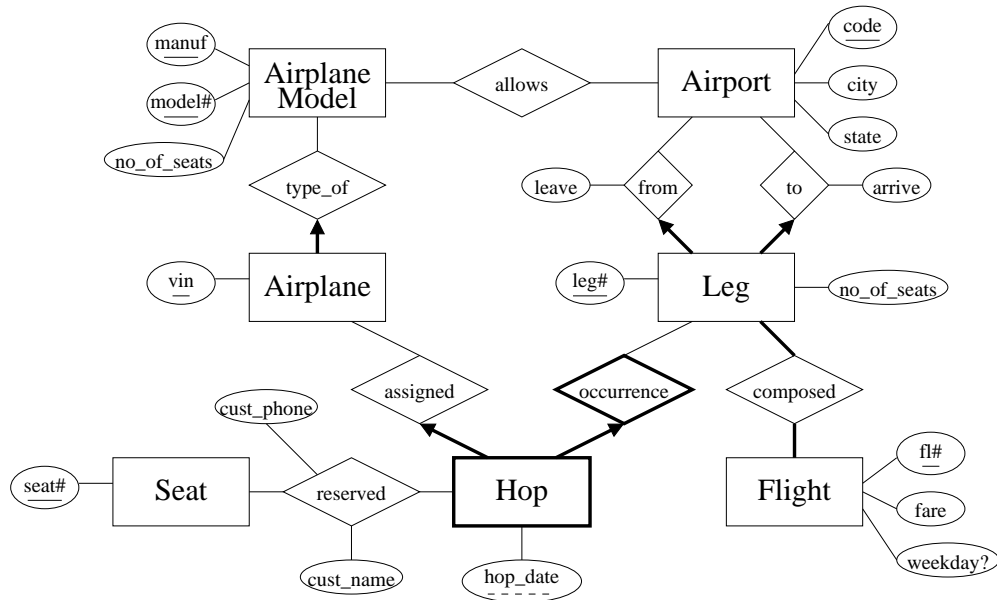 code
manuf
Airplane
Model
allows
Airport
city
model#
state
no_of_seats
type_of
leave
from
to
arrive
vin
Airplane
leg#
Leg
no_of_seats
assigned
occurrence
composed
cust_phone
fl#
seat#
Seat
reserved
Hop
Flight
fare
weekday?
cust_name
hop_date